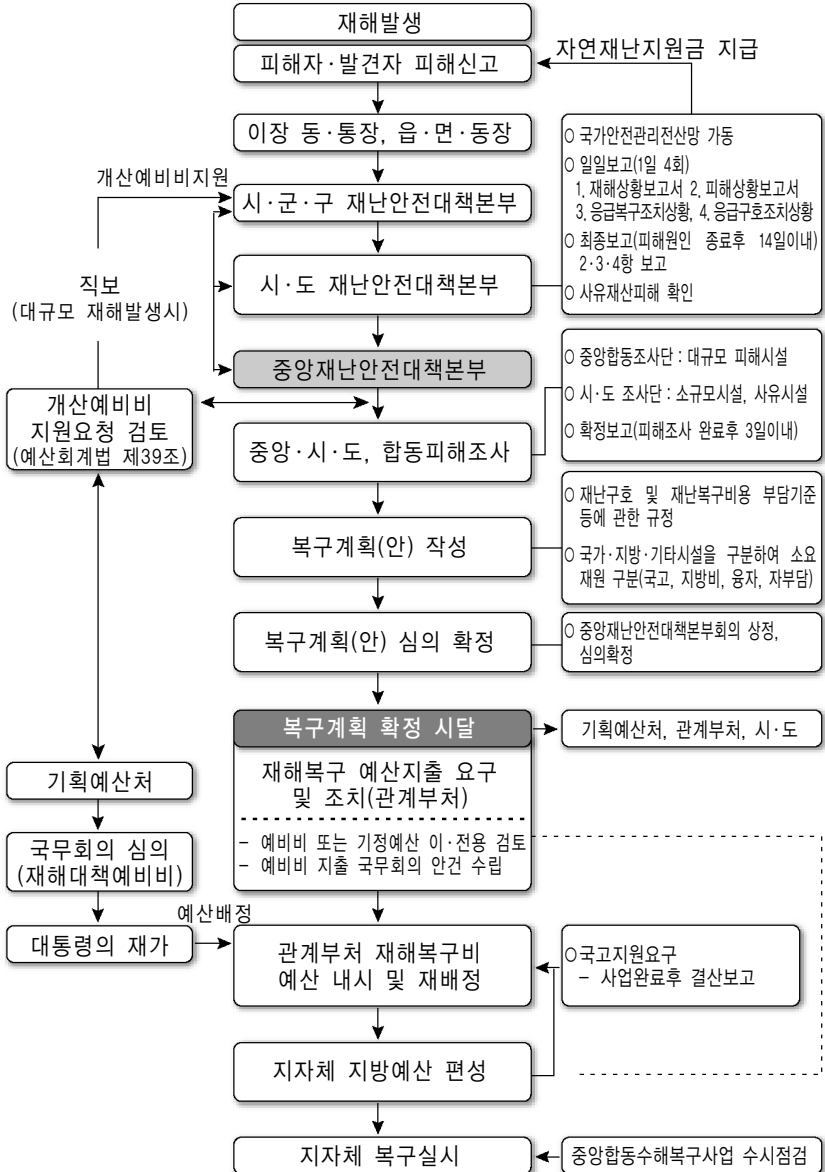 재해발생
피해자·발견자 피해신고
자연재난지원금 지급
이장 동·통장, 읍·면·동장
○ 국가안전관리전산망 가동
○ 일일보고(1일 4회)
1. 재해상황보고서 2. 피해상황보고서
3. 응급복구조치상황, 4. 응급구호조치상황
○ 최종보고(피해원인 종료후 14일이내)
2·3·4항 보고
○ 사유재산피해 확인
개산예비비지원
시·군·구 재난안전대책본부
직보
(대규모 재해발생시)
시·도 재난안전대책본부
중앙재난안전대책본부
○ 중앙합동조사단 : 대규모 피해시설
○ 시·도 조사단 : 소규모시설, 사유시설
○ 확정보고(피해조사 완료후 3일이내)
개산예비비
지원요청 검토
(예산회계법 제39조)
중앙·시·도, 합동피해조사
○ 재난구호 및 재난복구비용 부담기준
등에 관한 규정
○ 국가·지방·기타시설을 구분하여 소요
재원 구분(국고, 지방비, 융자, 자부담)
복구계획(안) 작성
복구계획(안) 심의 확정
○ 중앙재난안전대책본부회의 상정,
심의확정
복구계획 확정 시달
기획예산처, 관계부처, 시·도
재해복구 예산지출 요구
및 조치(관계부처)
- 예비비 또는 기정예산 이·전용 검토
- 예비비 지출 국무회의 안건 수립
기획예산처
국무회의 심의
(재해대책예비비)
대통령의 재가
예산배정
관계부처 재해복구비
예산 내시 및 재배정
○국고지원요구
- 사업완료후 결산보고
지자체 지방예산 편성
지자체 복구실시
중앙합동수해복구사업 수시점검